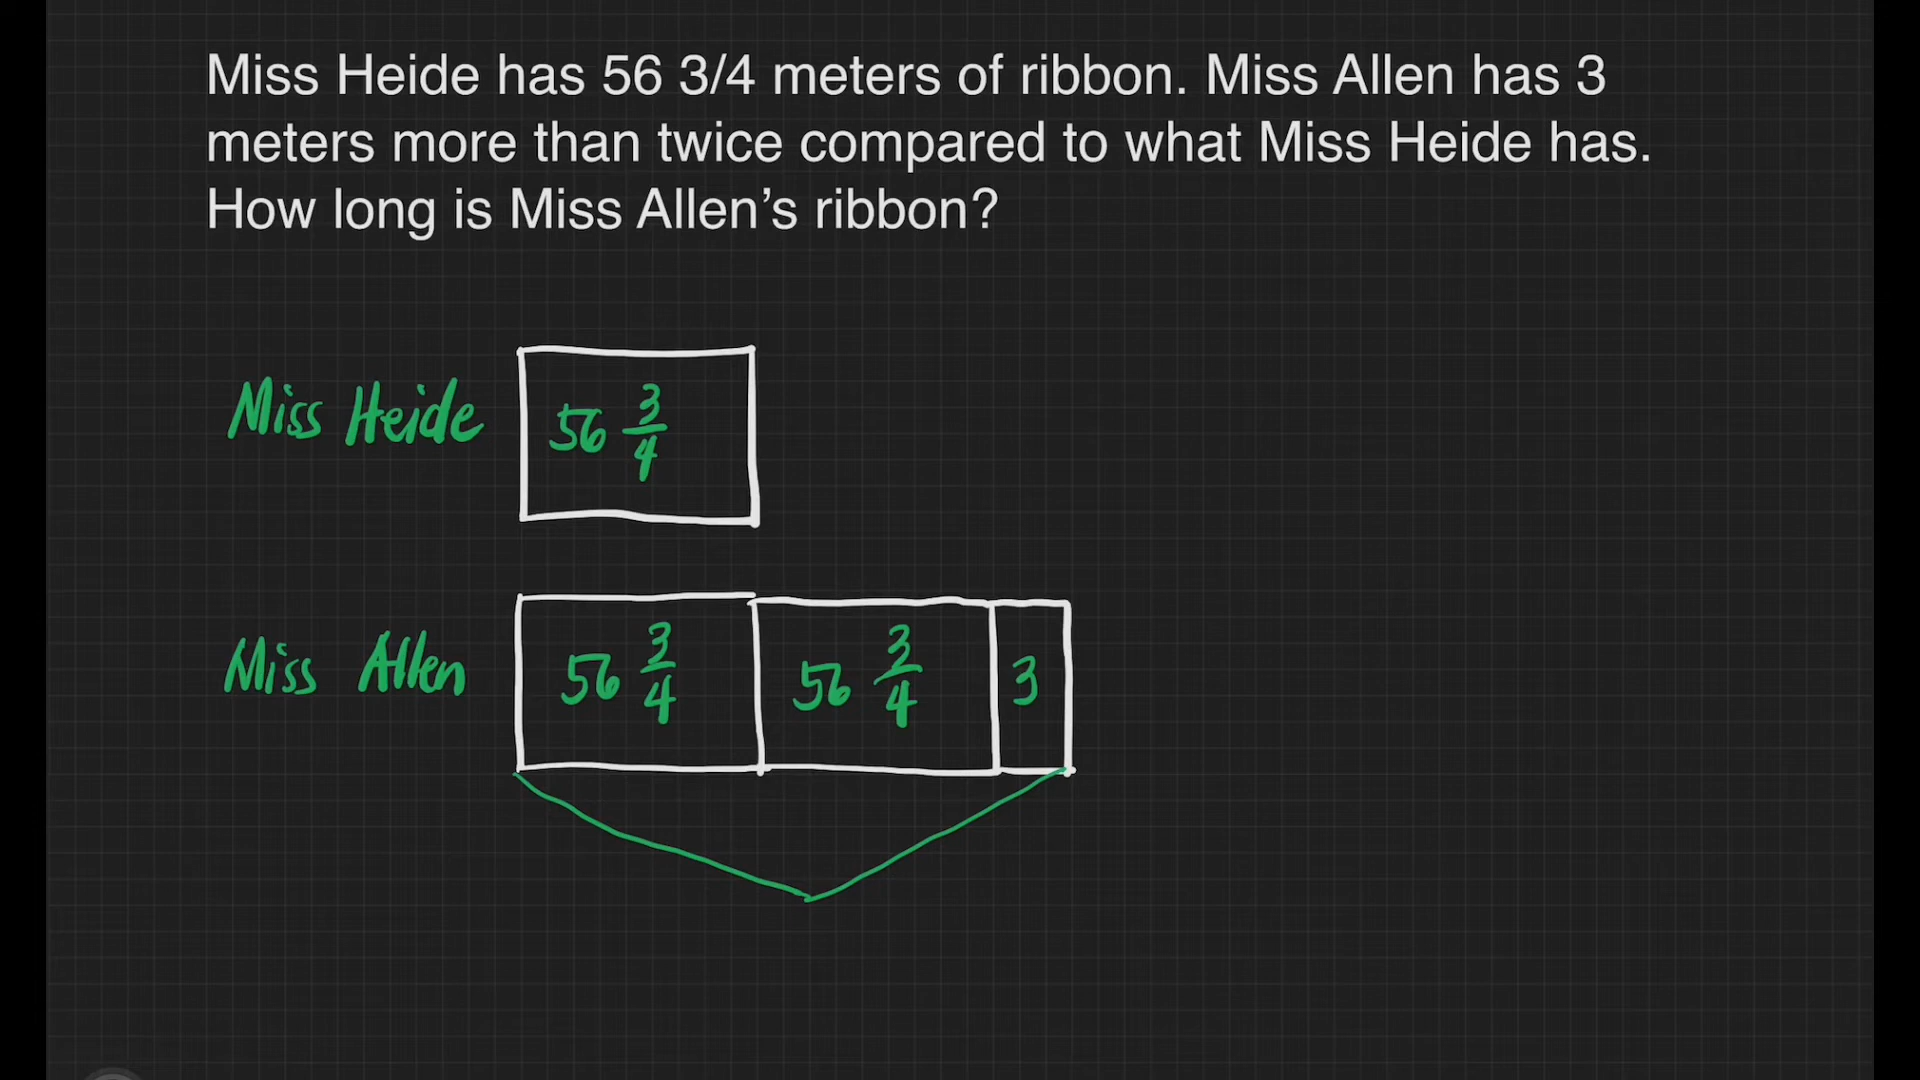 Miss Heide has 56 3/4 meters of ribbon. Miss Allen has 3
meters more than twice compared to what Miss Heide has.
How long is Miss Allen’s ribbon?
Miss Heide 56 3/4
Miss Allen 56 3/4 56 3/4 3